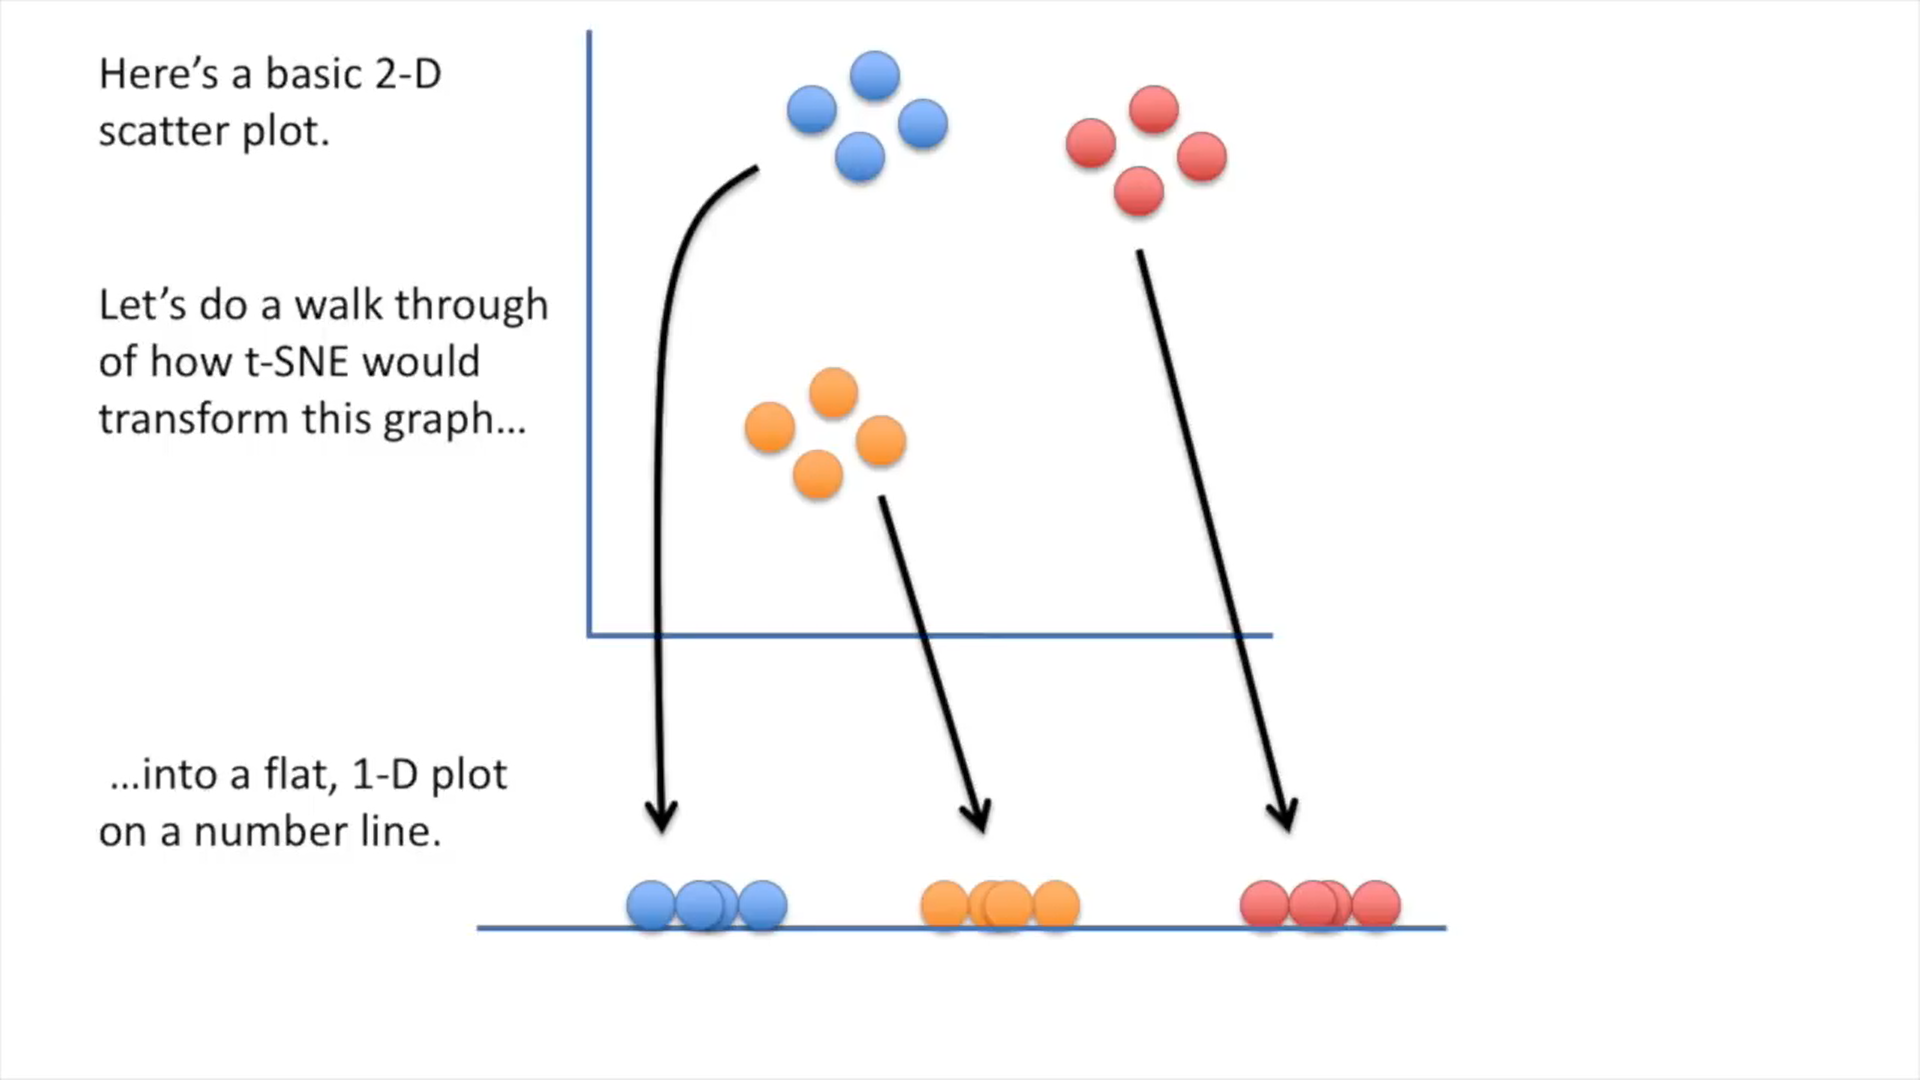 Here’s a basic 2-D
scatter plot.
Let’s do a walk through
of how t-SNE would
transform this graph…
…into a flat, 1-D plot
on a number line.